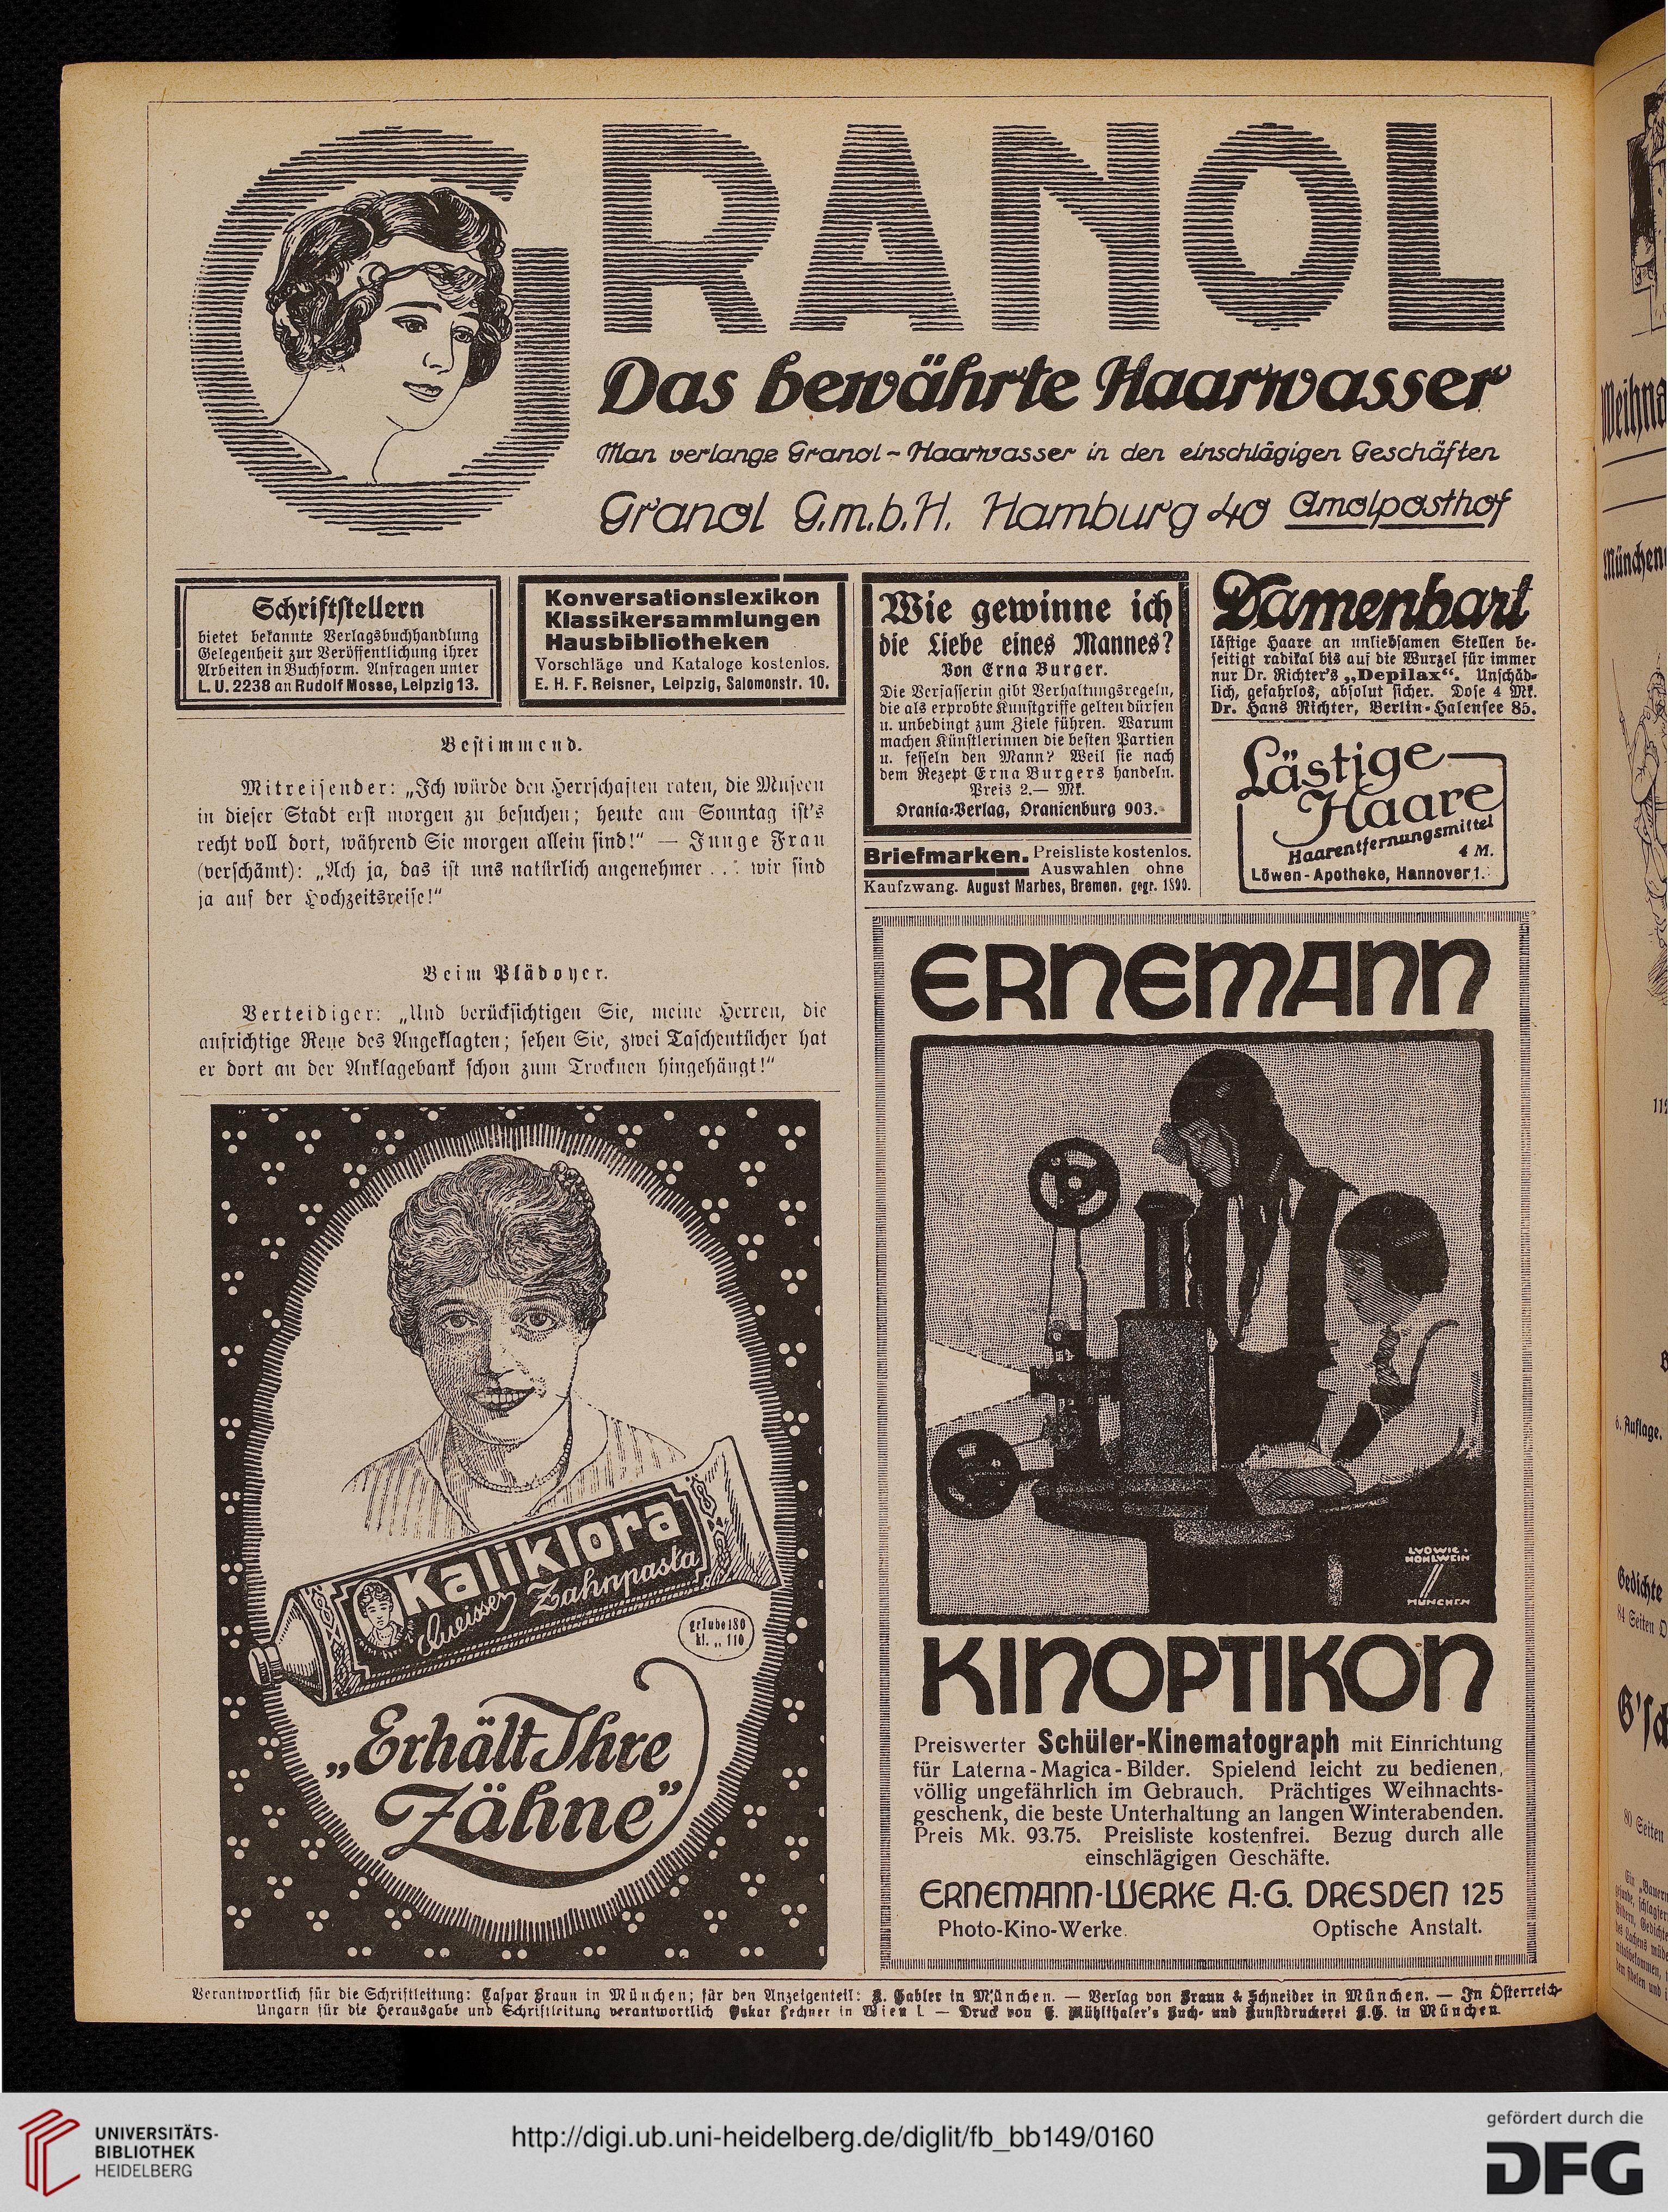 GRANOL
Das bewährte Haarwasser
Man verlange Granol-Haarwasser in den einschlägigen Geschäften
Granol G.m.b.H. Hamburg 40 Amolposthof
Schriftstellern
bietet bekannte Verlagsbuchhandlung
Gelegenheit zur Veröffentlichung ihrer
Arbeiten in Buchform. Anfragen unter
L. U. 2238 an Rudolf Mosse, Leipzig 13.
Konversationslexikon
Klassikersammlungen
Hausbibliotheken
Vorschläge und Kataloge kostenlos.
E. H. F. Reisner, Leipzig, Salomonstr. 10.
Bestimmend.
Mitreisender: „Ich würde den Herrschaften raten, die Museen
in dieser Stadt erst morgen zu besuchen; heute am Sonntag ist's
recht voll dort, während Sie morgen allein sind!“ — Junge Frau
(verschämt): „Ach ja, das ist uns natürlich angenehmer . . . wir sind
ja auf der Hochzeitsreise!“
Beim Plädoyer.
Verteidiger: „Und berücksichtigen Sie, meine Herren, die
aufrichtige Reue des Angeklagten; sehen Sie, zwei Taschentücher hat
er dort an der Anklagebank schon zum Trocknen hingehängt!“
Kaliklora
Queisser Zahnpasta
gr Tube 180
kl. „ 110
„Erhält Ihre
Zähne”
Wie gewinne ich
die Liebe eines Mannes?
Von Erna Burger.
Die Verfasserin gibt Verhaltungsregeln,
die als erprobte Kunstgriffe gelten dürfen
u. unbedingt zum Ziele führen. Warum
machen Künstlerinnen die besten Partien
u. fesseln den Mann? Weil sie nach
dem Rezept Erna Burgers handeln.
Preis 2.— Mk.
Orania-Verlag, Oranienburg 903.
Briefmarken. Preisliste kostenlos.
Auswahlen ohne
Kaufzwang. August Marbes, Bremen. gegr. 1890.
Damenbart
lästige Haare an unliebsamen Stellen be-
seitigt radikal bis auf die Wurzel für immer
nur Dr. Richter's „Depilax“. Unschäd-
lich, gefahrlos, absolut sicher. Dose 4 Mk.
Dr. Hans Richter, Berlin-Halensee 85.
Lästige
Haare
Haarentfernungsmittel
4 M.
Löwen-Apotheke, Hannover 1.
ERNEMANN
LUDWIG
HOHLWEIN
MÜNCHEN
KINOPTIKON
Preiswerter Schüler-Kinematograph mit Einrichtung
für Laterna-Magica-Bilder. Spielend leicht zu bedienen,
völlig ungefährlich im Gebrauch. Prächtiges Weihnachts-
geschenk, die beste Unterhaltung an langen Winterabenden.
Preis Mk. 93.75. Preisliste kostenfrei. Bezug durch alle
einschlägigen Geschäfte.
ERNEMANN-WERKE A.-G. DRESDEN 125
Photo-Kino-Werke. Optische Anstalt.
Verantwortlich für die Schriftleitung: Caspar Braun in München; für den Anzeigenteil: F. Gabler in München. — Verlag von Braun & Schneider in München. — In Österreich-
Ungarn für die Herausgabe und Schriftleitung verantwortlich Oskar Lechner in Wien I. — Druck von E. Mühlthaler's Buch- und Kunstdruckerei A.G. in München.
München
6. Auflage.
Gedichte
84 Seiten
80 Seiten
UNIVERSITÄTS-
BIBLIOTHEK
HEIDELBERG
http://digi.ub.uni-heidelberg.de/diglit/fb_bb149/0160
gefördert durch die
DFG